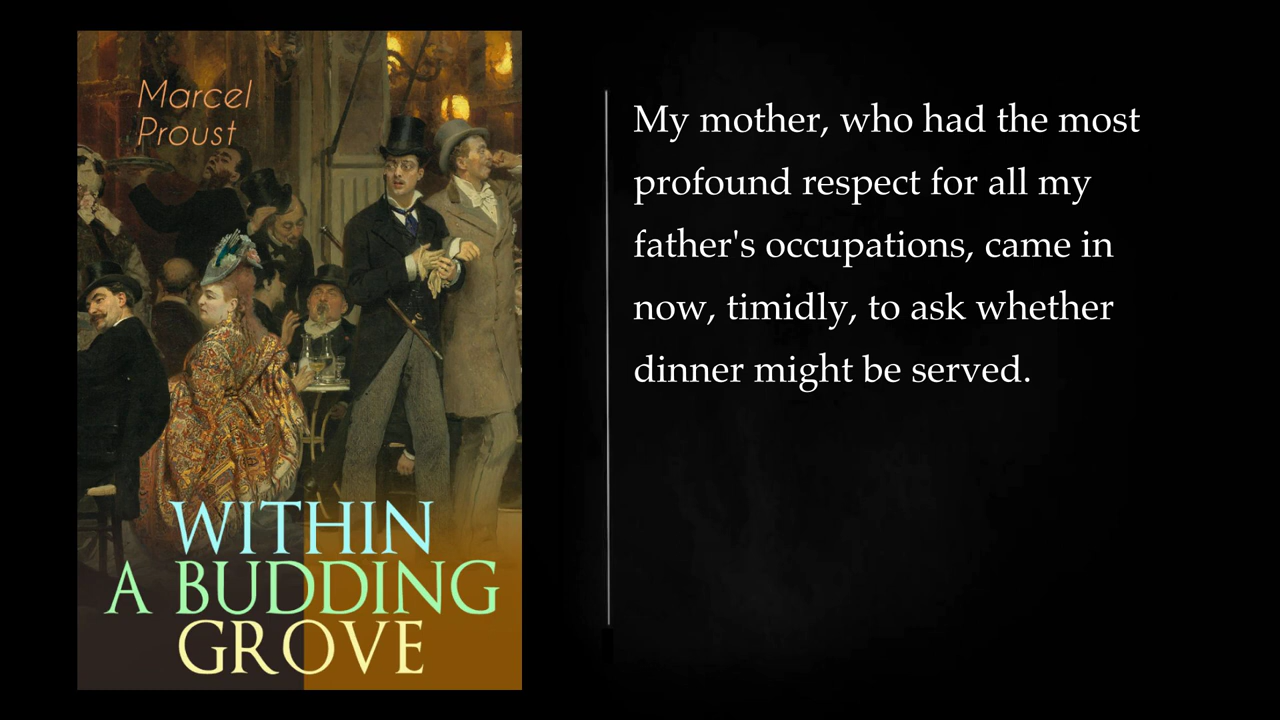 Marcel
Proust
WITHIN
A BUDDING
GROVE
My mother, who had the most
profound respect for all my
father's occupations, came in
now, timidly, to ask whether
dinner might be served.